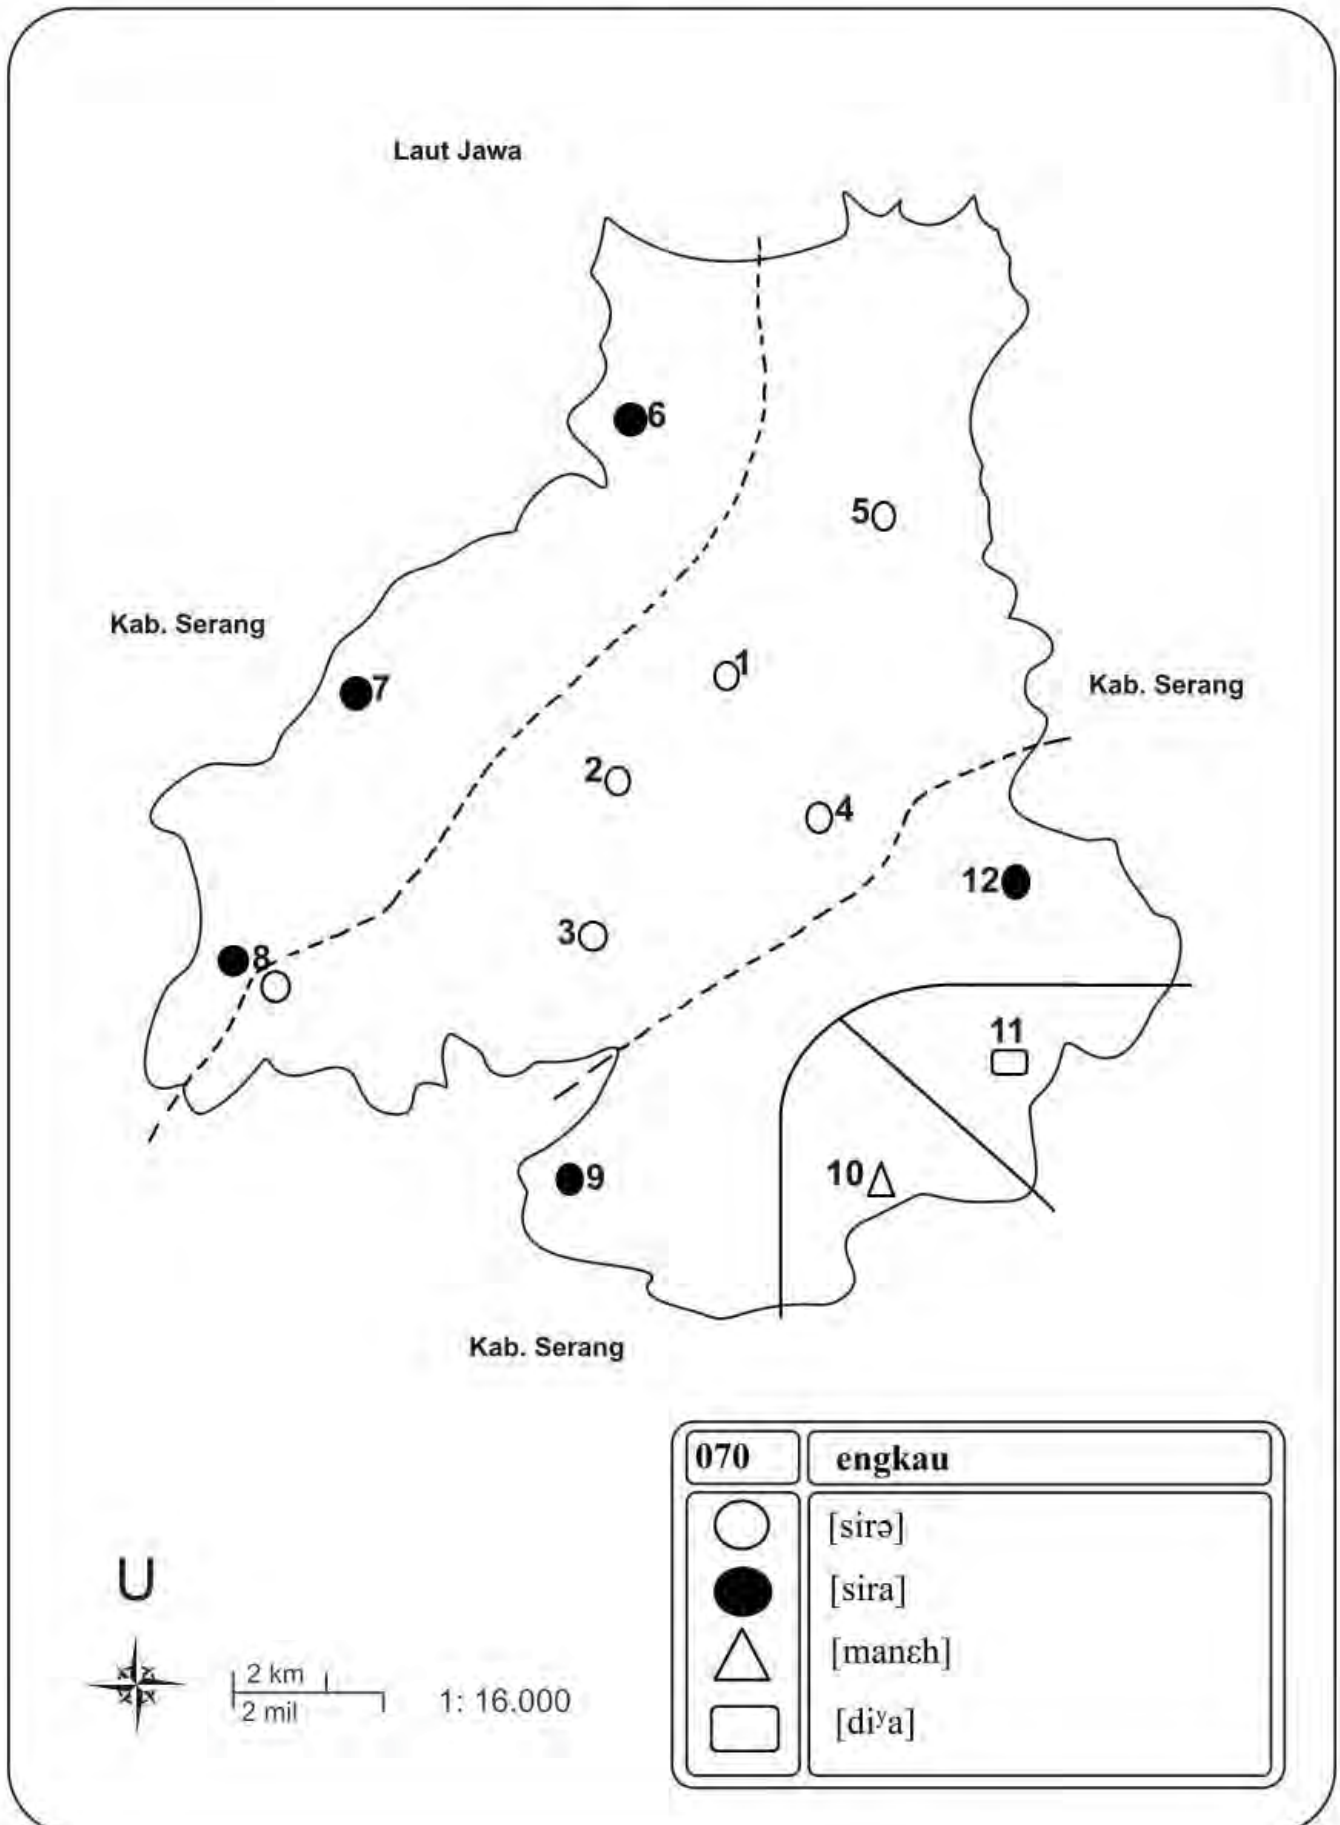 Laut Jawa
6
5
Kab. Serang
1
7
Kab. Serang
2
4
12
3
8
11
10
9
Kab. Serang
070 engkau
[sirə]
[sira]
[manɛh]
[diʸa]
U
2 km
2 mil
1: 16.000